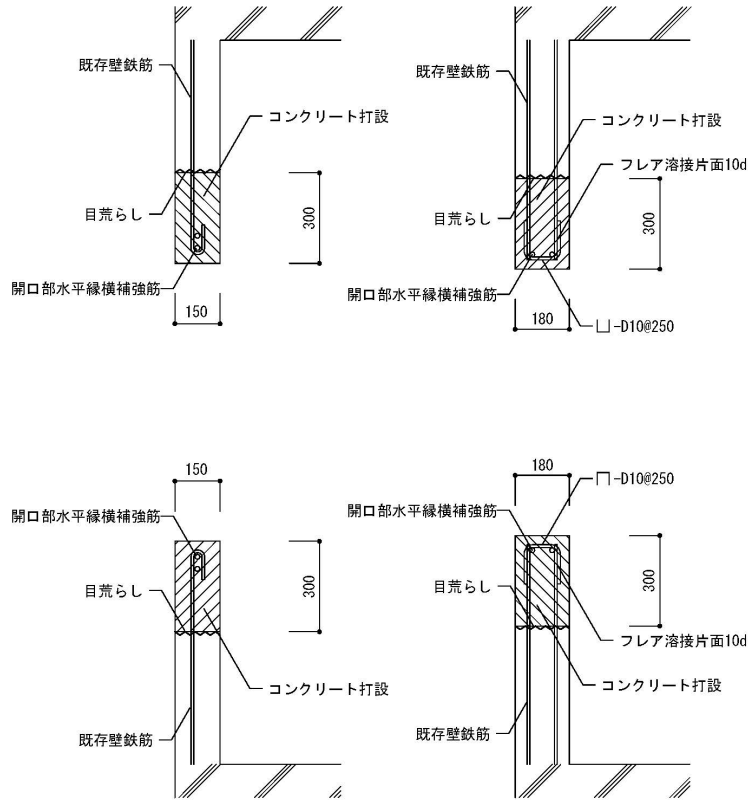 既存壁鉄筋
コンクリート打設
目荒らし
300
開口部水平縁横補強筋
150
既存壁鉄筋
コンクリート打設
フレア溶接片面10d
目荒らし
300
開口部水平縁横補強筋
180
-D10@250
150
開口部水平縁横補強筋
目荒らし
300
コンクリート打設
既存壁鉄筋
180
-D10@250
開口部水平縁横補強筋
目荒らし
300
フレア溶接片面10d
コンクリート打設
既存壁鉄筋